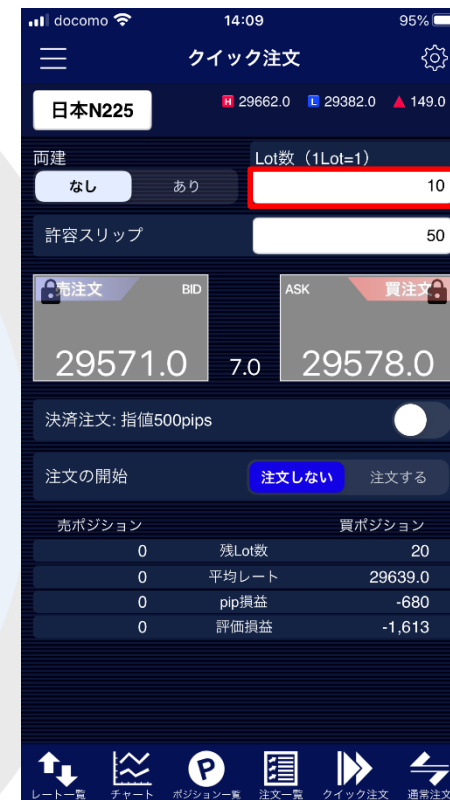 docomo 14:09 95%
クイック注文
日本N225 H 29662.0 L 29382.0 ▲ 149.0
両建 Lot数（1Lot=1）
なし あり 10
許容スリップ 50
売注文 BID ASK 買注文
29571.0 7.0 29578.0
決済注文: 指値500pips
注文の開始 注文しない 注文する
売ポジション 買ポジション
0 残Lot数 20
0 平均レート 29639.0
0 pip損益 -680
0 評価損益 -1,613
P
レート一覧 チャート ポジション一覧 注文一覧 クイック注文 通常注文